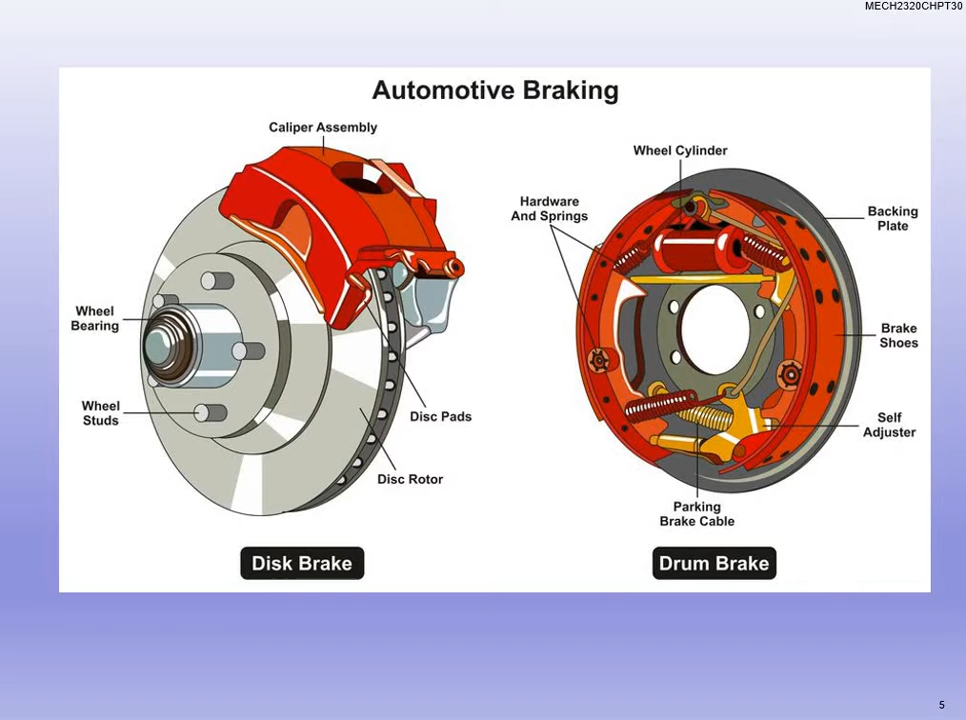 MECH2320CHPT30
Automotive Braking
Caliper Assembly
Wheel
Bearing
Wheel
Studs
Disc Pads
Disc Rotor
Disk Brake
Wheel Cylinder
Hardware
And Springs
Backing
Plate
Brake
Shoes
Self
Adjuster
Parking
Brake Cable
Drum Brake
5